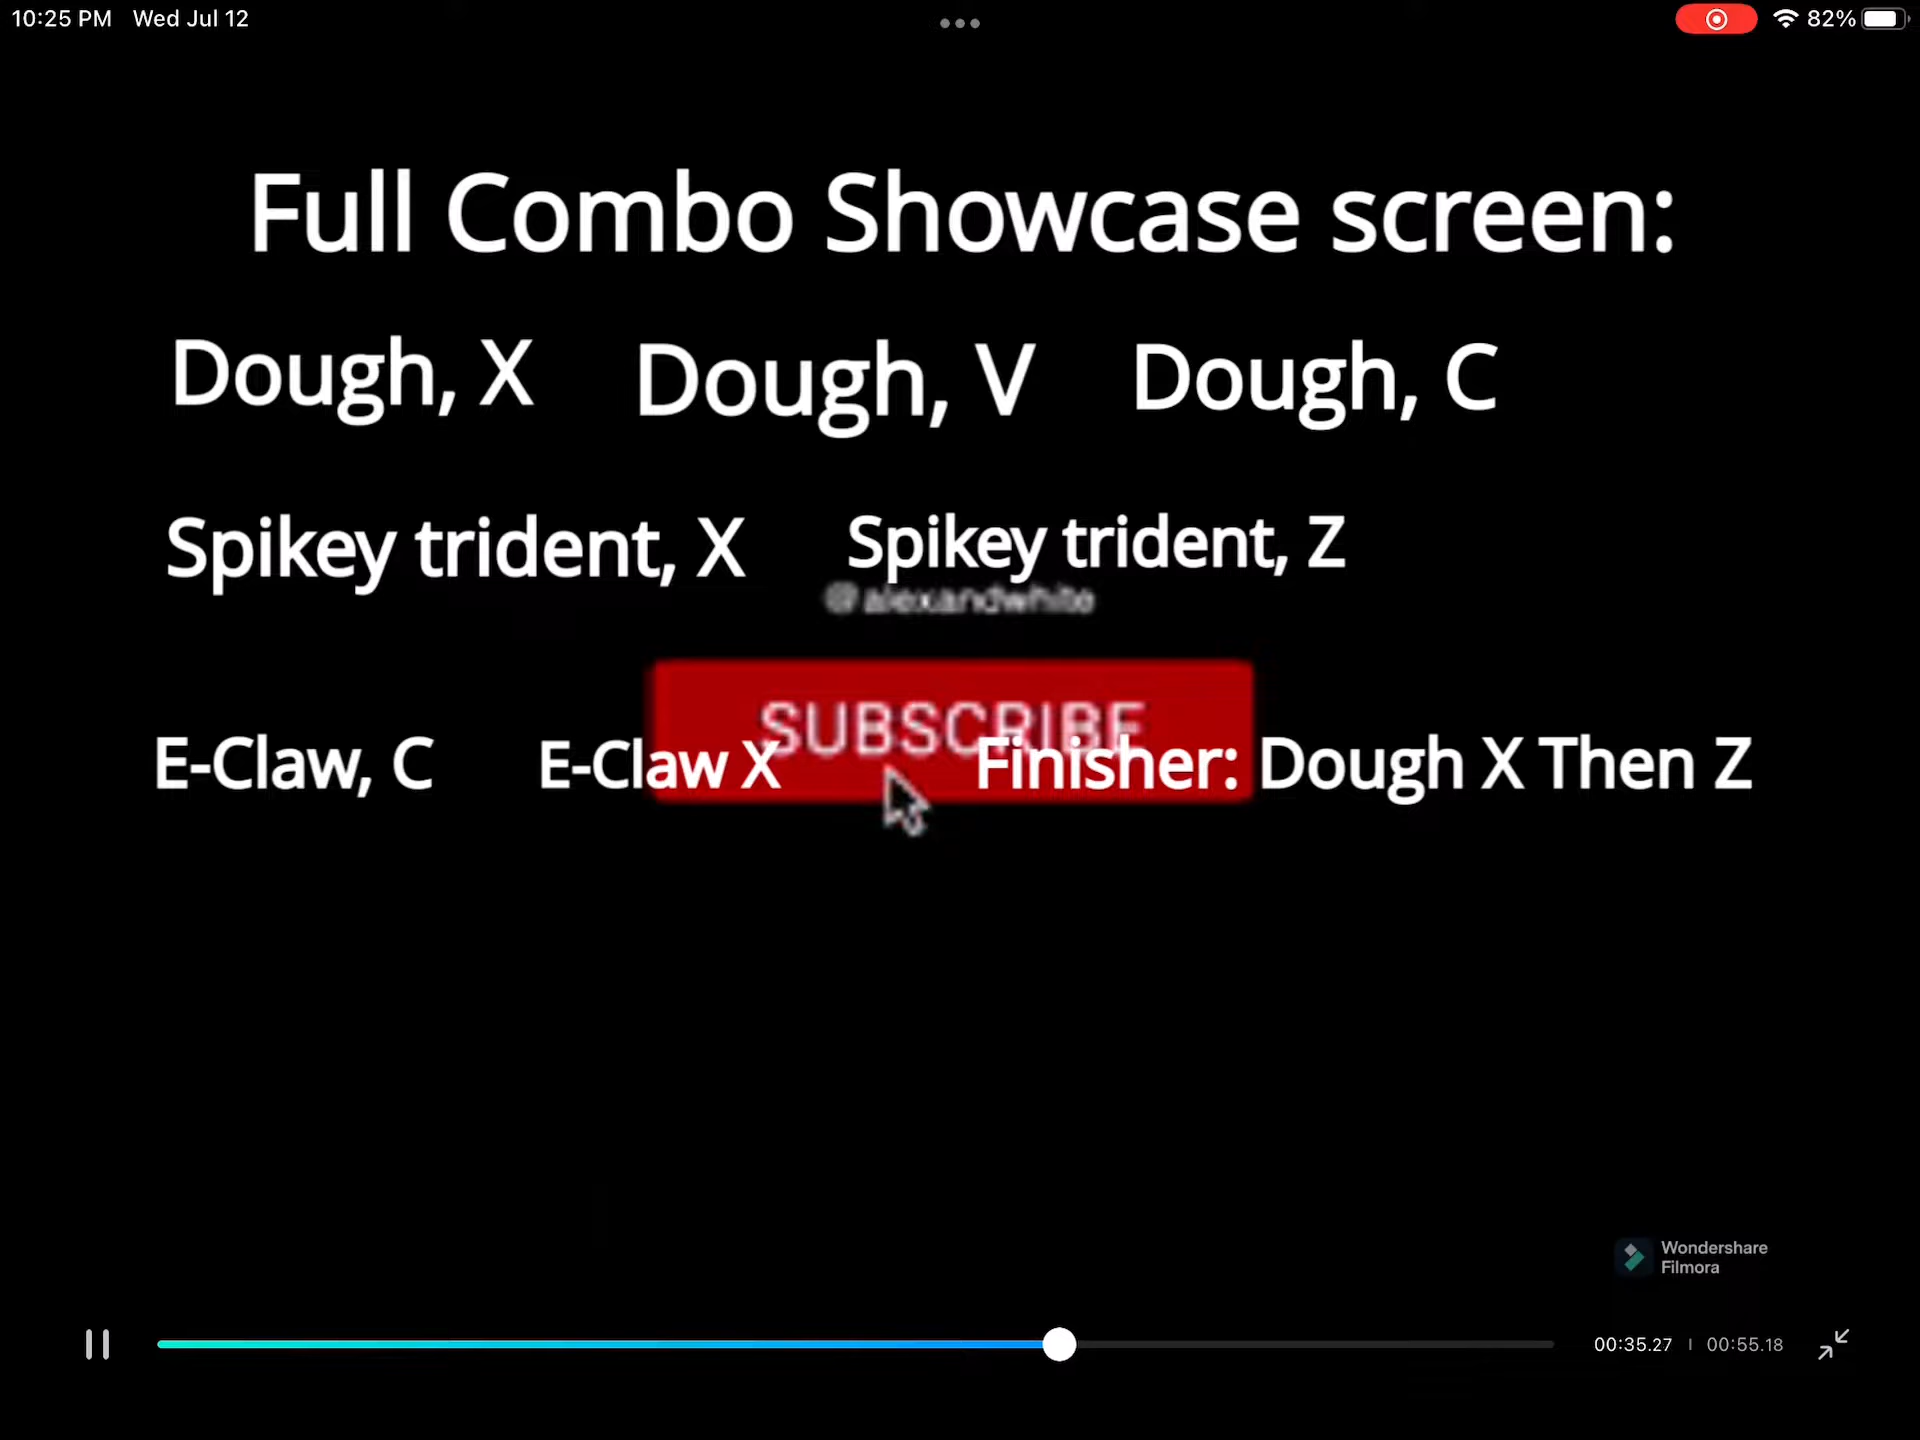 10:25 PM Wed Jul 12
82%
Full Combo Showcase screen:
Dough, X Dough, V Dough, C
Spikey trident, X Spikey trident, Z
@alexandwhite
SUBSCRIBE
E-Claw, C E-Claw X Finisher: Dough X Then Z
Wondershare
Filmora
00:35.27 00:55.18